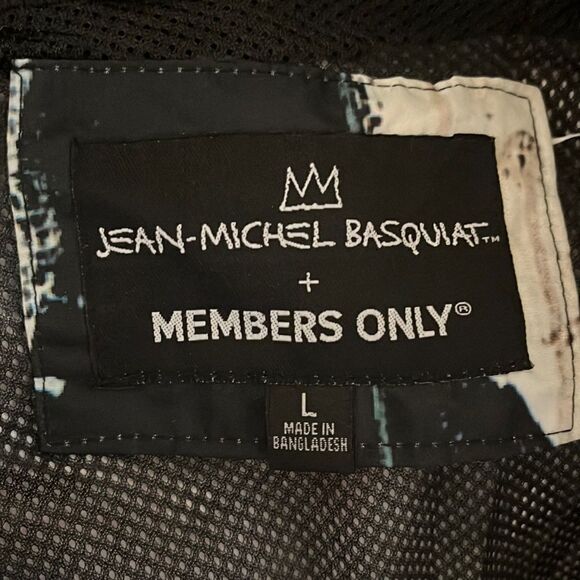 JEAN-MICHEL BASQUIAT™
+
MEMBERS ONLY®
L
MADE IN
BANGLADESH